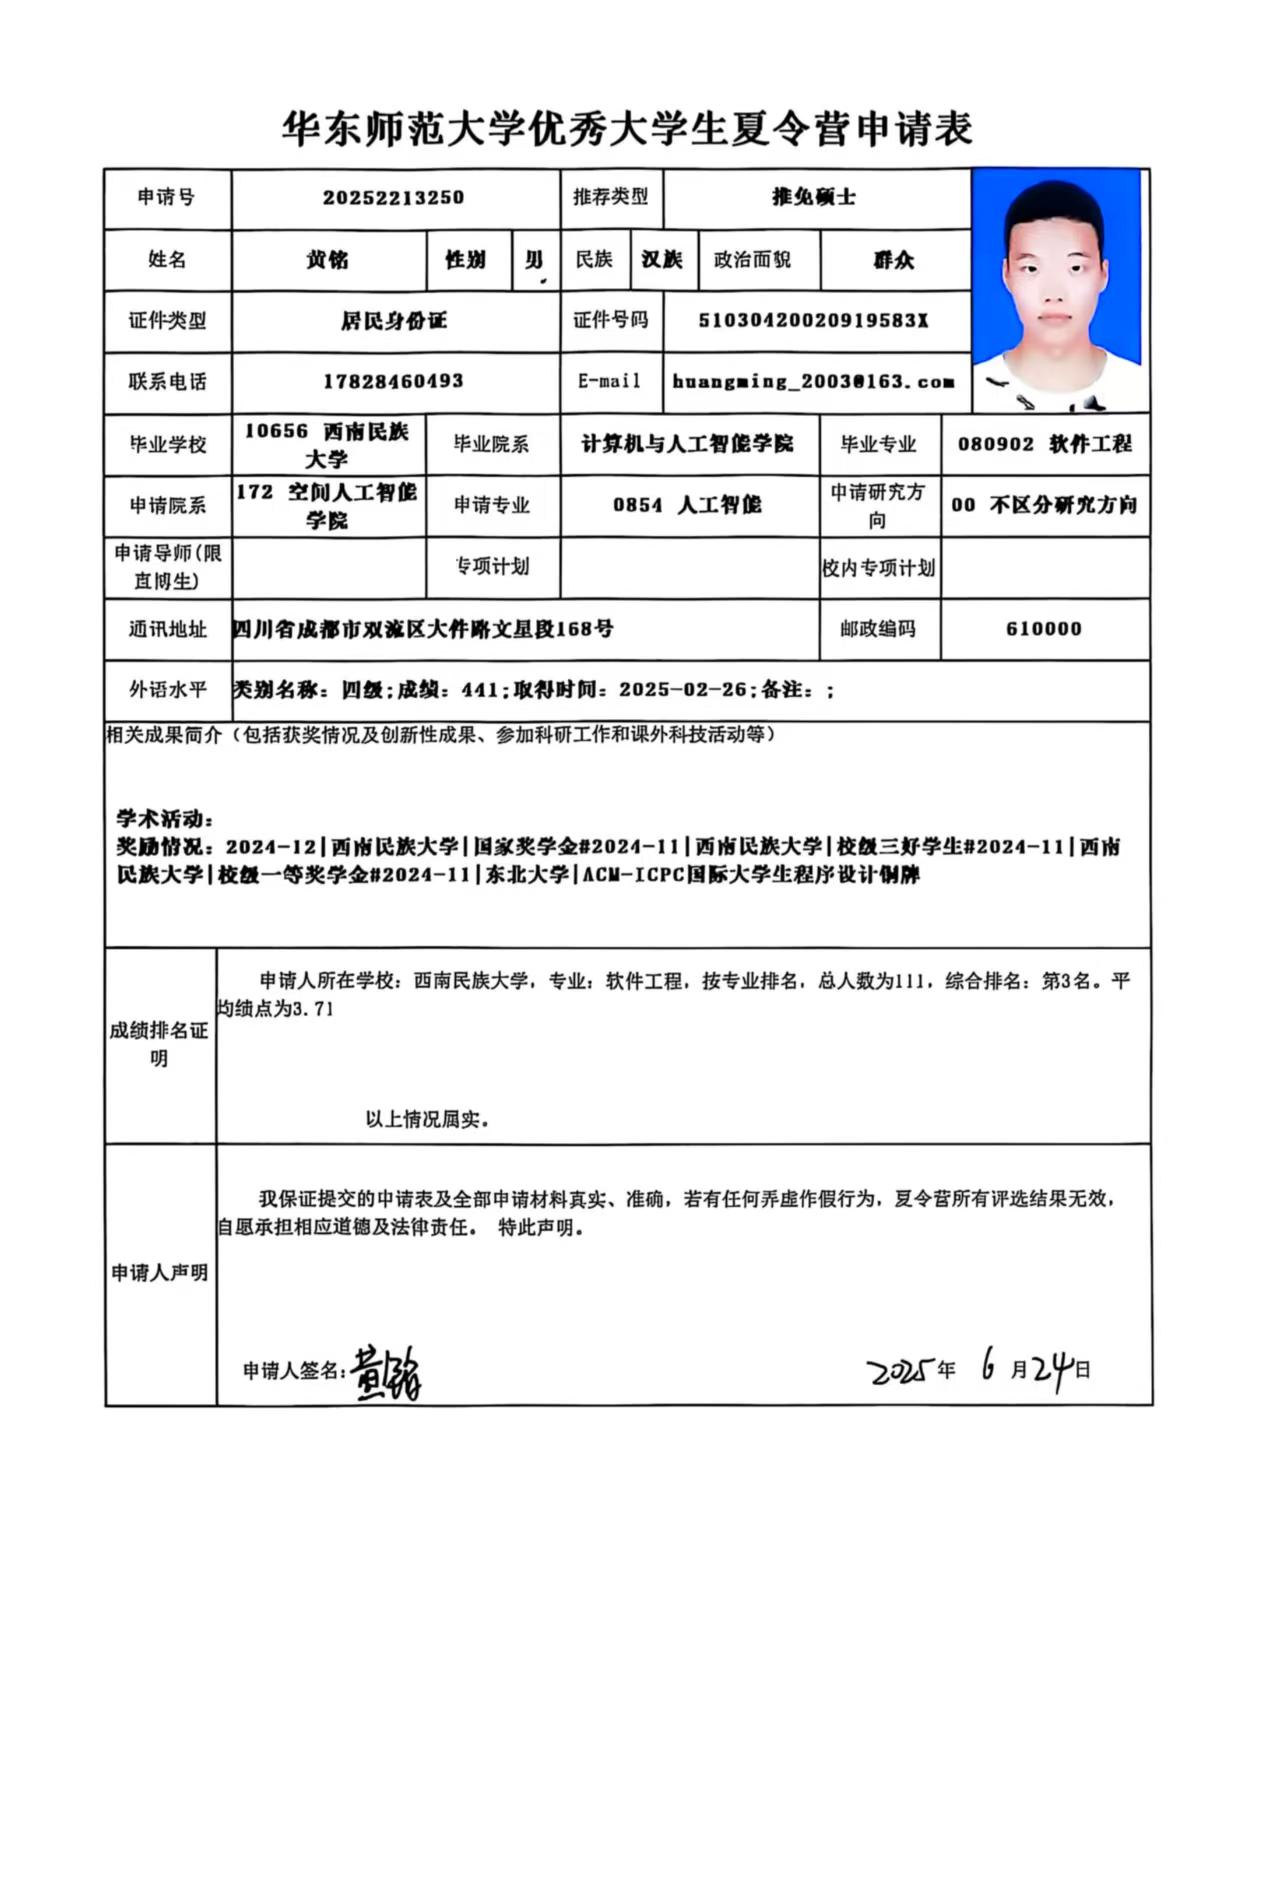 华东师范大学优秀大学生夏令营申请表
申请号 20252213250 推荐类型 推免硕士
姓名 黄铭 性别 男 民族 汉族 政治面貌 群众
证件类型 居民身份证 证件号码 51030420020919583X
联系电话 17828460493 E-mail huangming_2003@163.com
毕业学校 10656 西南民族大学 毕业院系 计算机与人工智能学院 毕业专业 080902 软件工程
申请院系 172 空间人工智能学院 申请专业 0854 人工智能 申请研究方向 00 不区分研究方向
申请导师(限直博生) 专项计划 校内专项计划
通讯地址 四川省成都市双流区大件路文星段168号 邮政编码 610000
外语水平 类别名称：四级;成绩：441;取得时间：2025-02-26;备注：;
相关成果简介（包括获奖情况及创新性成果、参加科研工作和课外科技活动等）
学术活动：
奖励情况：2024-12|西南民族大学|国家奖学金#2024-11|西南民族大学|校级三好学生#2024-11|西南
民族大学|校级一等奖学金#2024-11|东北大学|ACM-ICPC国际大学生程序设计铜牌
成绩排名证明
申请人所在学校：西南民族大学，专业：软件工程，按专业排名，总人数为111，综合排名：第3名。平
均绩点为3.71
以上情况属实。
申请人声明
我保证提交的申请表及全部申请材料真实、准确，若有任何弄虚作假行为，夏令营所有评选结果无效，
自愿承担相应道德及法律责任。 特此声明。
申请人签名：黄铭 2025年 6月24日